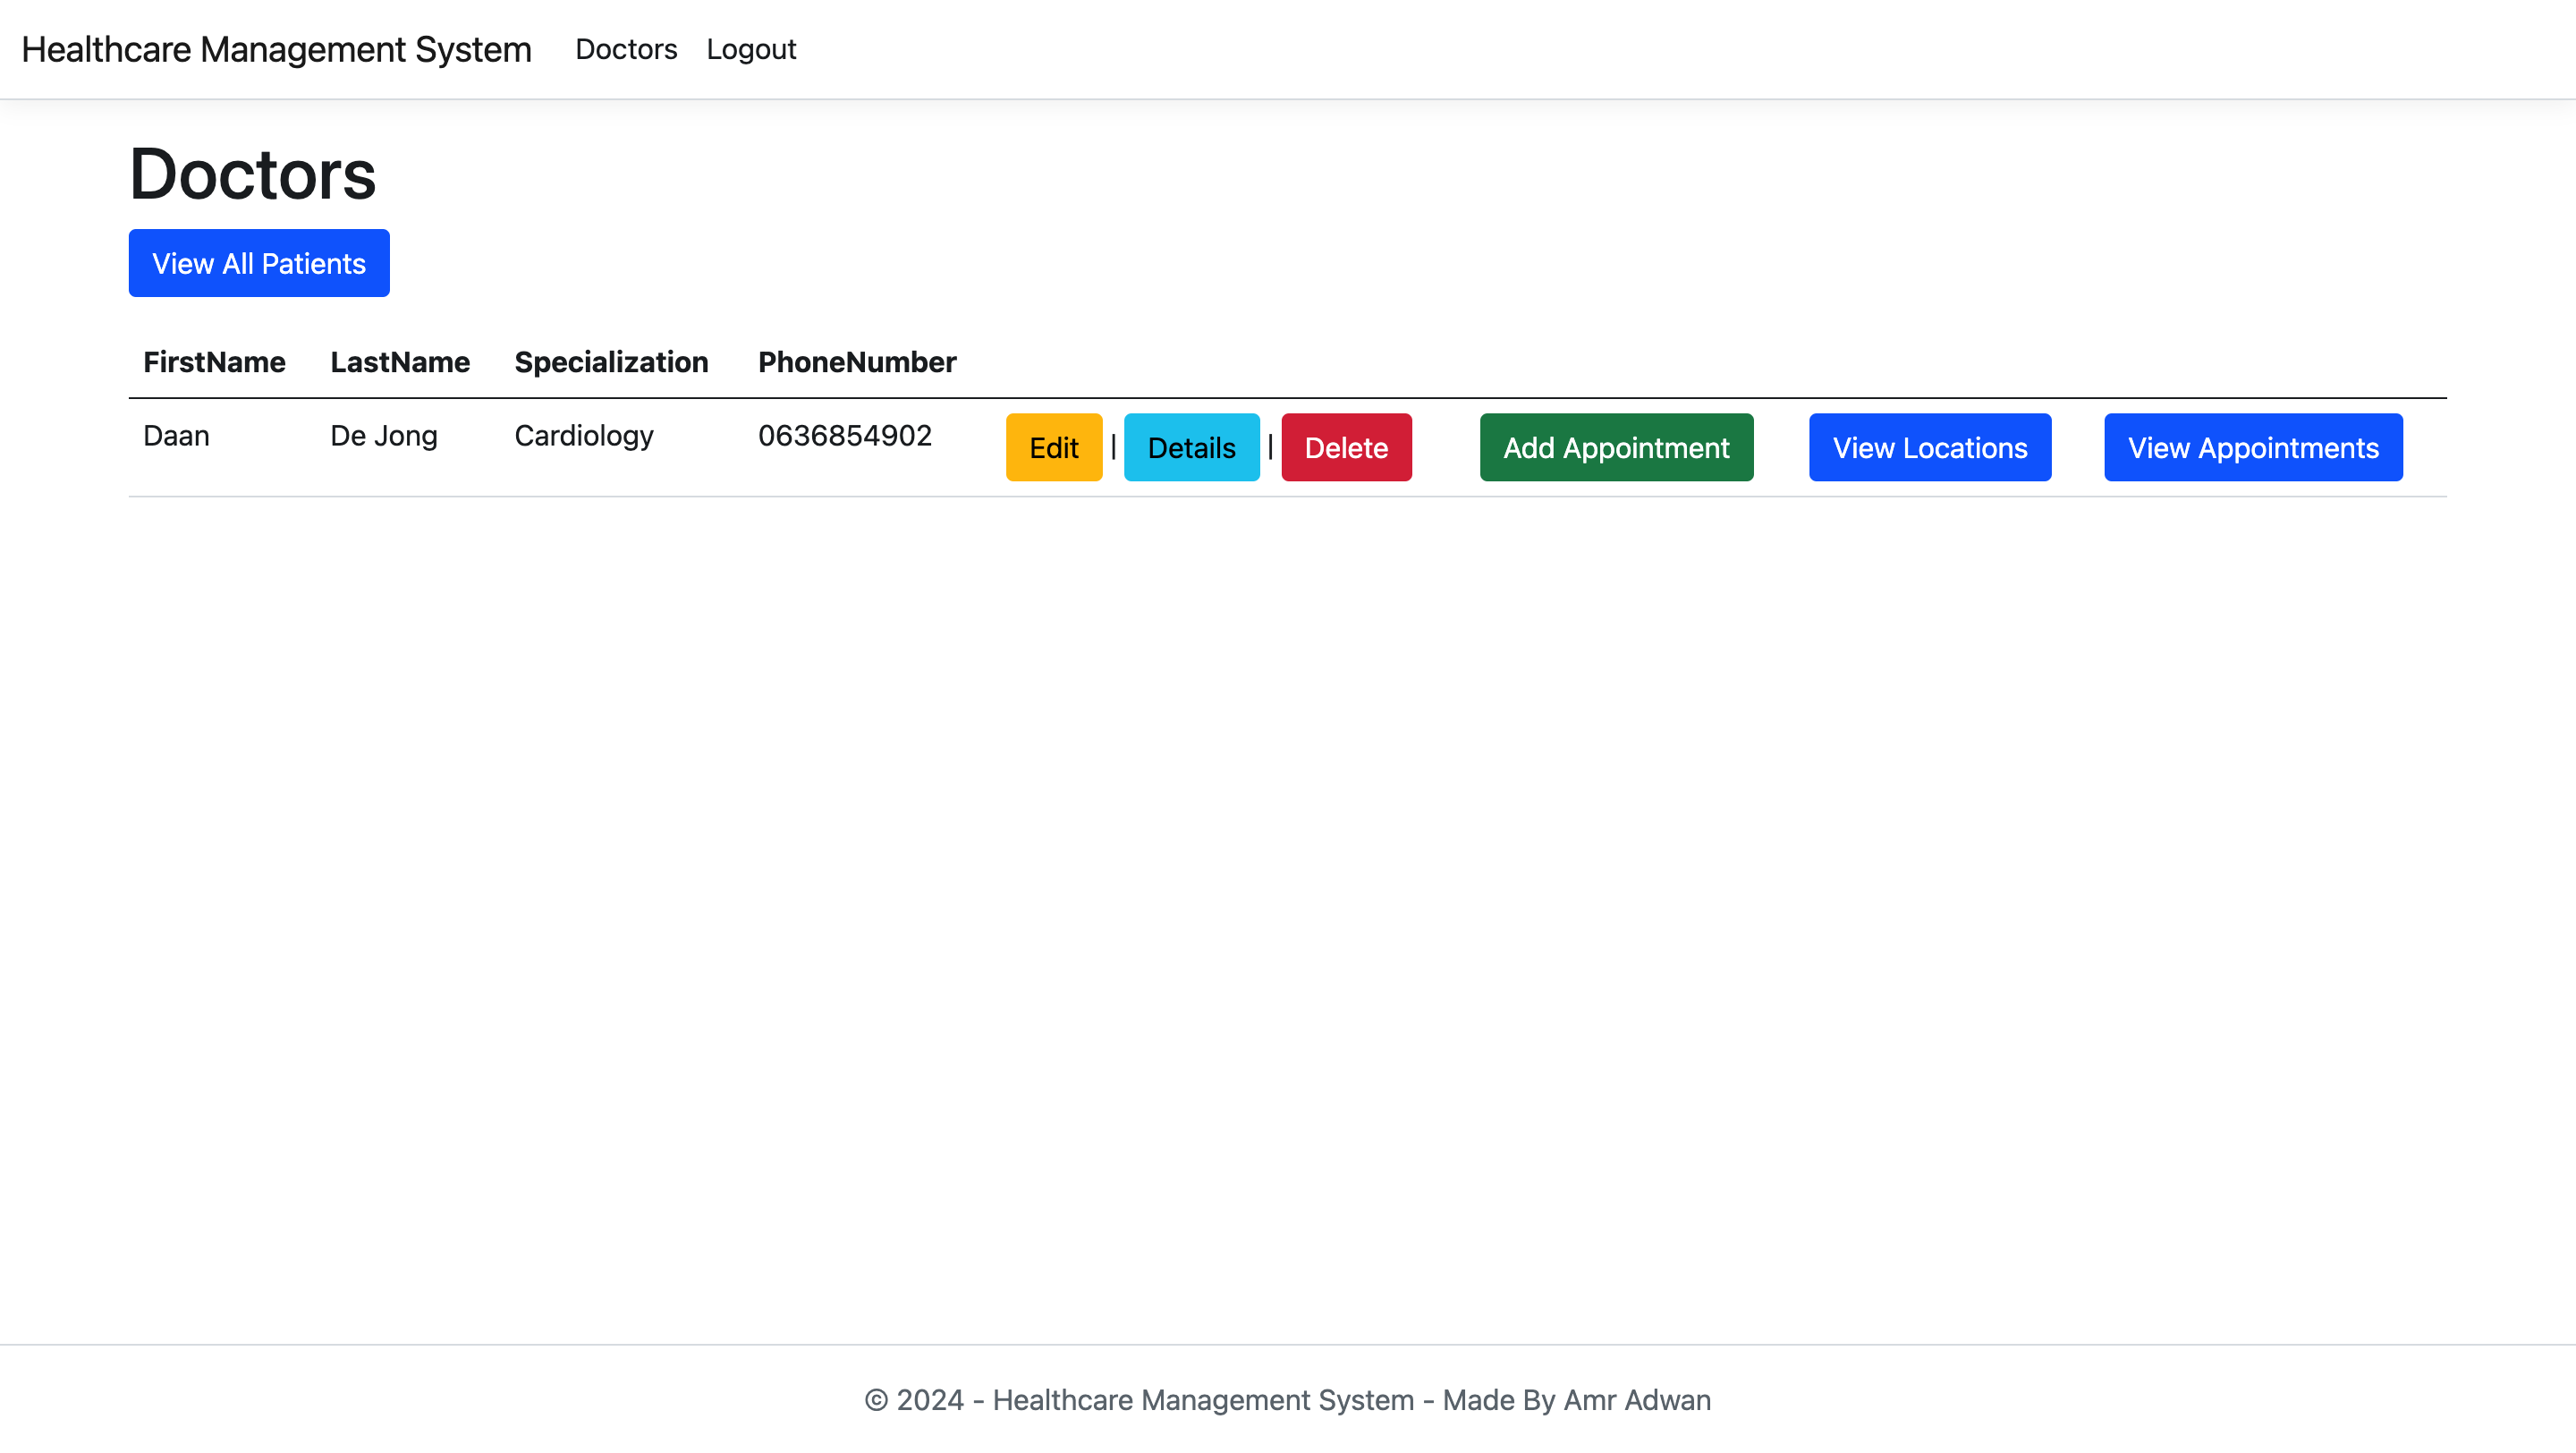 Healthcare Management System Doctors Logout
Doctors
View All Patients
FirstName LastName Specialization PhoneNumber
Daan De Jong Cardiology 0636854902 Edit | Details | Delete Add Appointment View Locations View Appointments
© 2024 - Healthcare Management System - Made By Amr Adwan